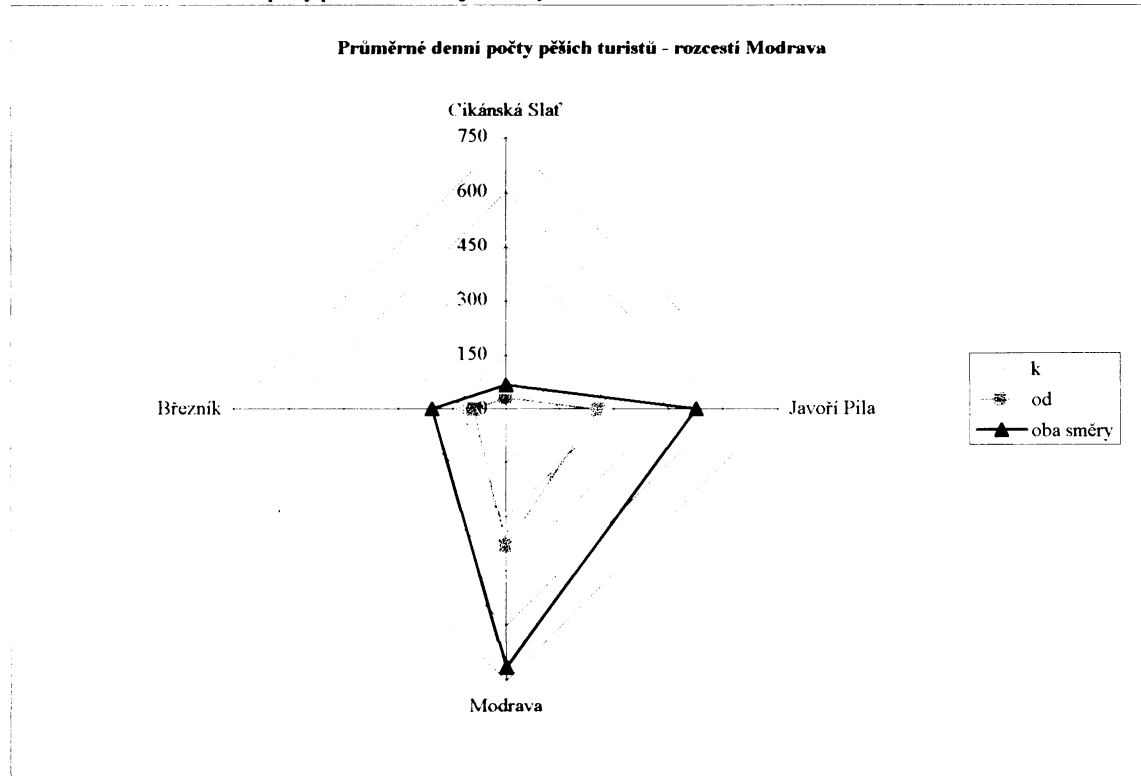 Průměrné denní počty pěších turistů - rozcestí Modrava
Cikánská Slať
750
600
450
300
150
Březník
Javoří Pila
Modrava
k
od
oba směry